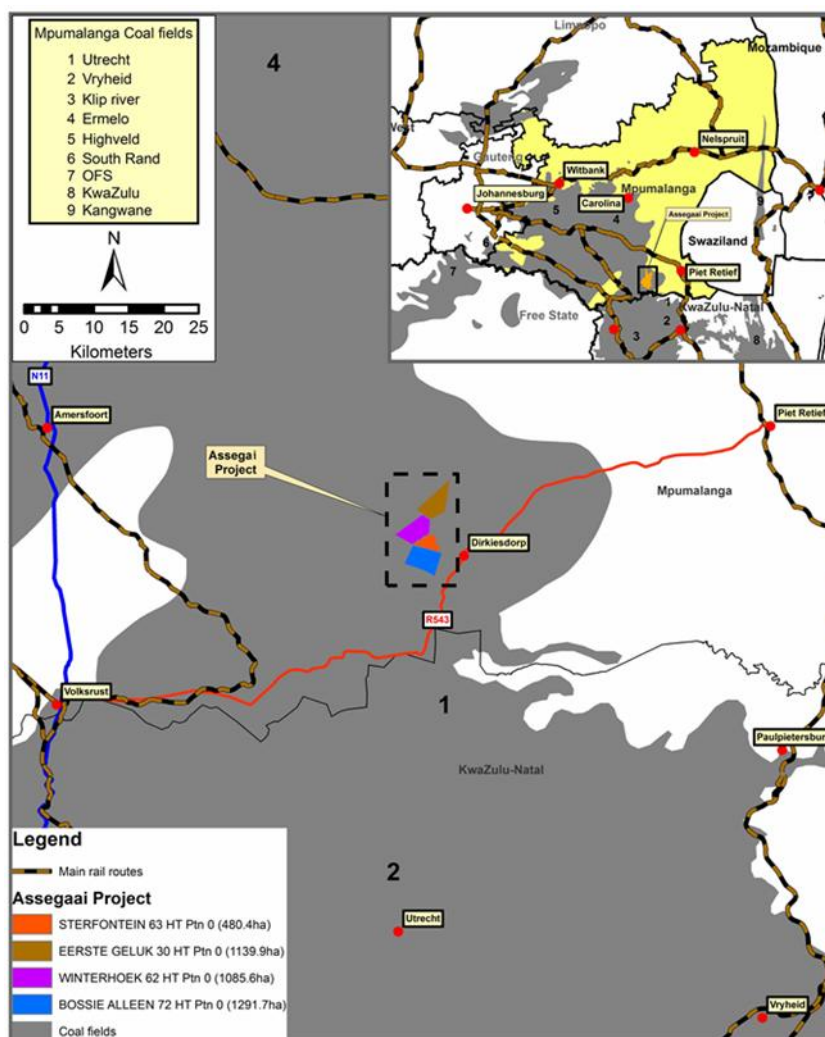 Mpumalanga Coal fields
1 Utrecht
2 Vryheid
3 Klip river
4 Ermelo
5 Highveld
6 South Rand
7 OFS
8 KwaZulu
9 Kangwane
N
0 5 10 15 20 25
Kilometers
4
Limpopo
Mozambique
West
Gauteng
Nelspruit
Witbank
Mpumalanga
Johannesburg
Carolina
5
4
9
Assegaai Project
Swaziland
6
7
Piet Retief
1
KwaZulu-Natal
Free State
3
2
8
N11
Amersfoort
Piet Retief
Assegai
Project
Mpumalanga
Dirkiesdorp
R543
Volksrust
1
Paulpietersbur
KwaZulu-Natal
2
Utrecht
Vryheid
Legend
Main rail routes
Assegaai Project
STERFONTEIN 63 HT Ptn 0 (480.4ha)
EERSTE GELUK 30 HT Ptn 0 (1139.9ha)
WINTERHOEK 62 HT Ptn 0 (1085.6ha)
BOSSIE ALLEEN 72 HT Ptn 0 (1291.7ha)
Coal fields